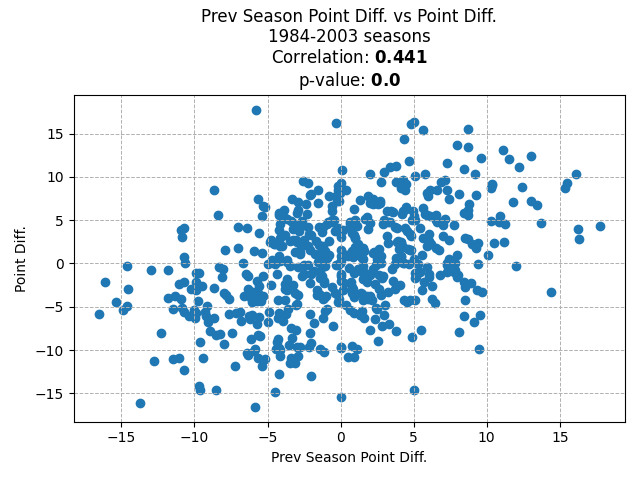 Prev Season Point Diff. vs Point Diff.
1984-2003 seasons
Correlation: 0.441
p-value: 0.0
15
10
5
0
−5
−10
−15
Point Diff.
−15 −10 −5 0 5 10 15
Prev Season Point Diff.